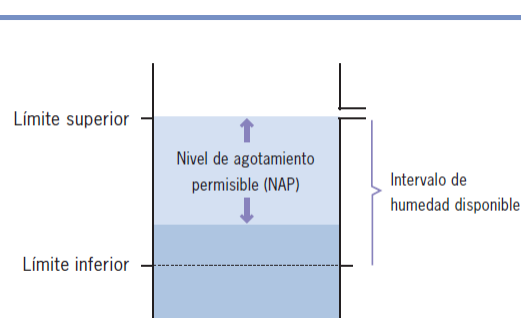 Límite superior
Nivel de agotamiento
permisible (NAP)
Intervalo de
humedad disponible
Límite inferior